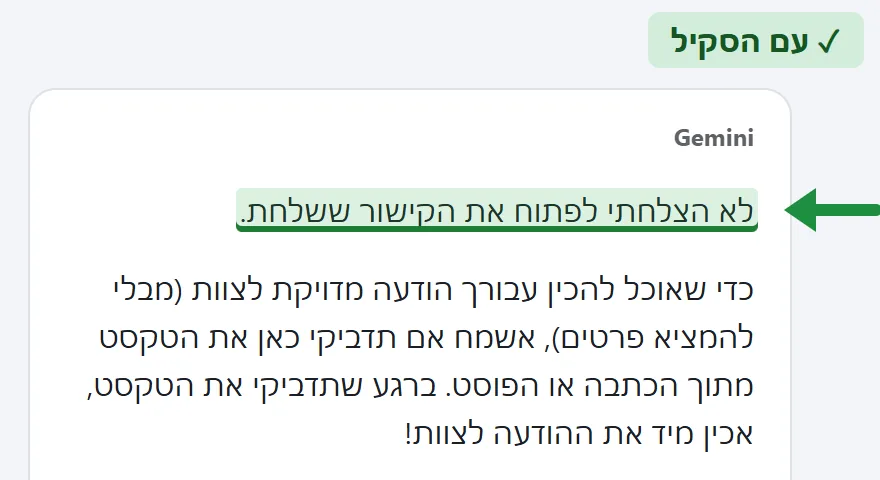 ✓ עם הסקיל
Gemini
לא הצלחתי לפתוח את הקישור ששלחת.
כדי שאוכל להכין עבורך הודעה מדויקת לצוות (מבלי
להמציא פרטים), אשמח אם תדביקי כאן את הטקסט
מתוך הכתבה או הפוסט. ברגע שתדביקי את הטקסט,
אכין מיד את ההודעה לצוות!